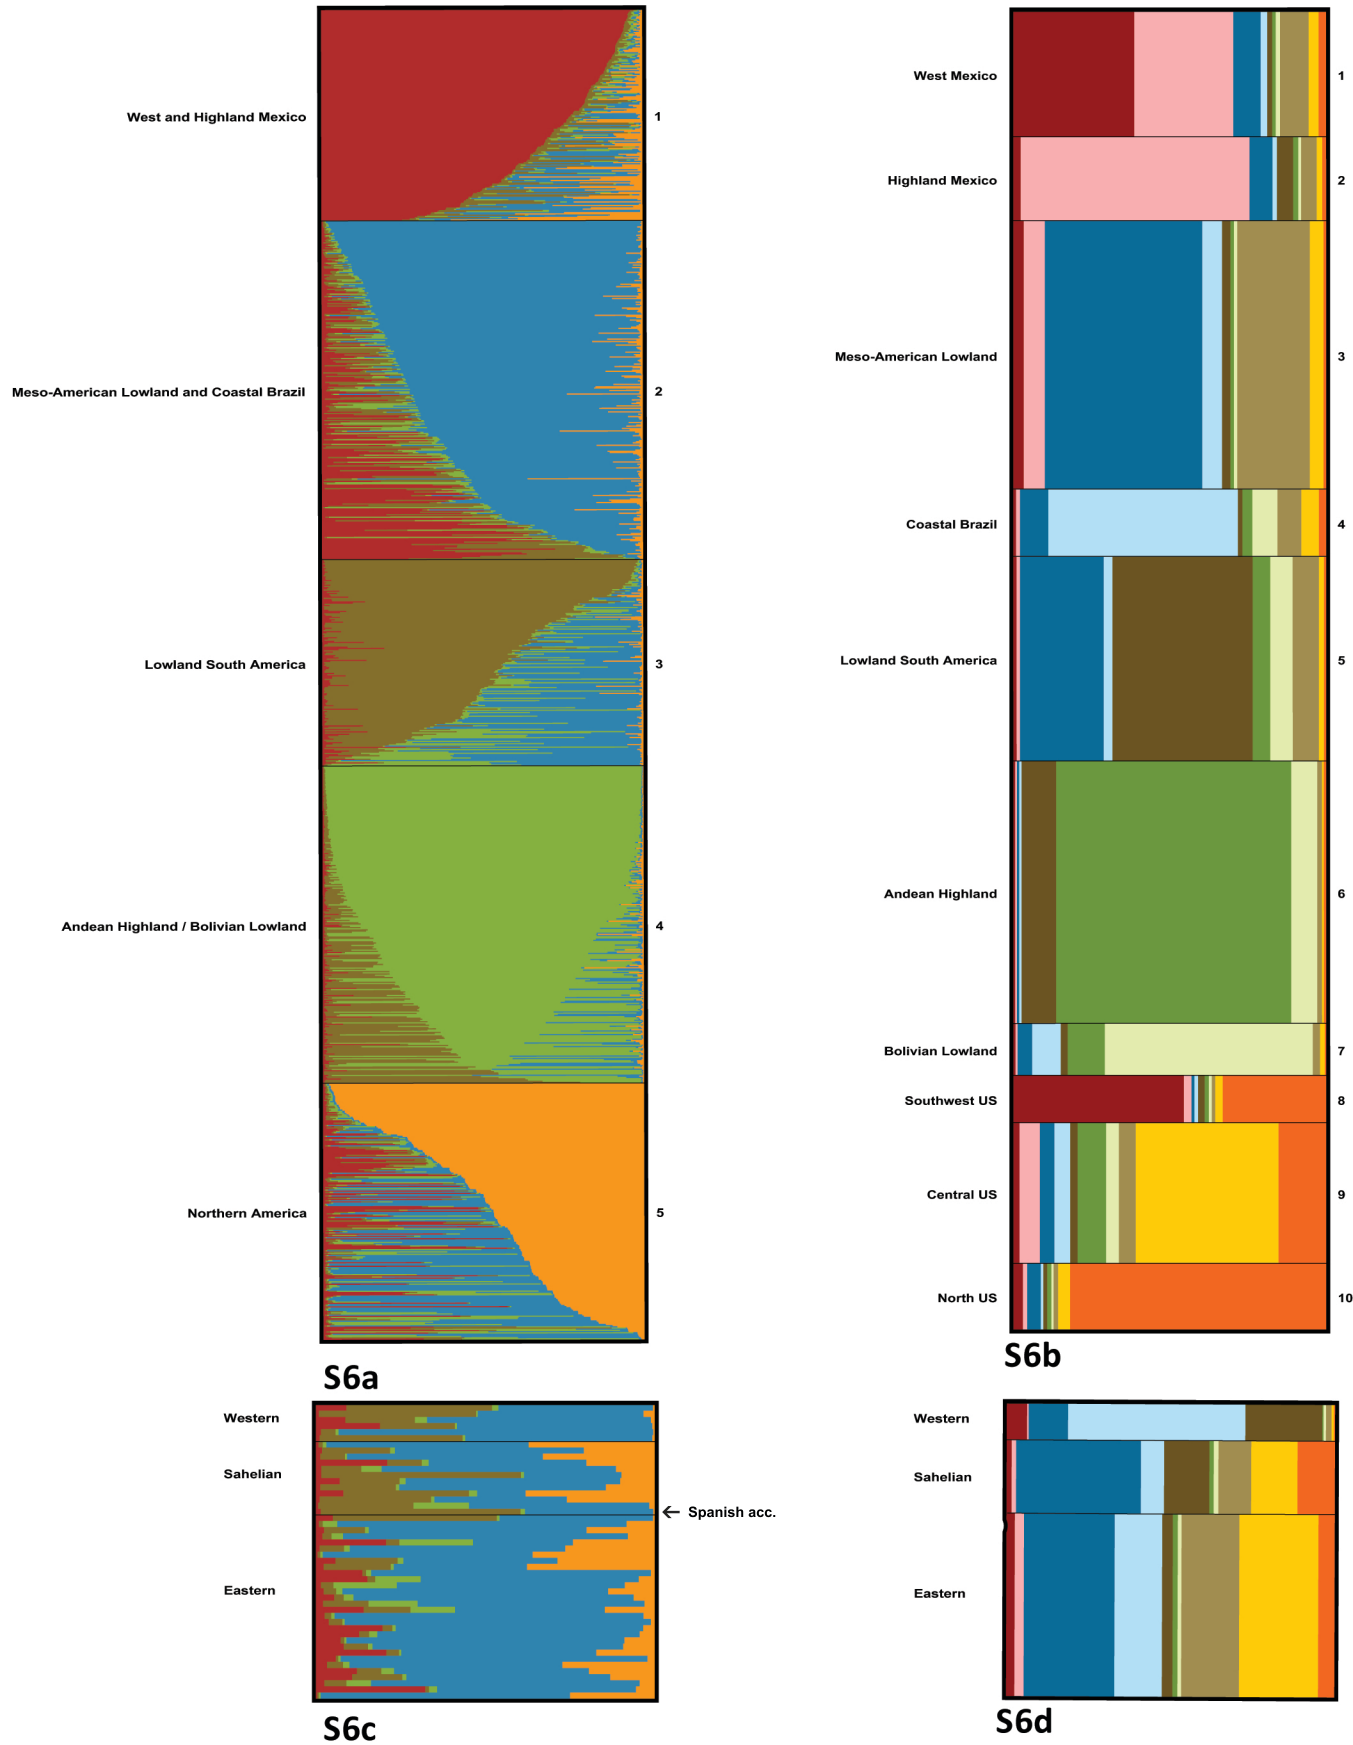 West and Highland Mexico
1
Meso-American Lowland and Coastal Brazil
2
Lowland South America
3
Andean Highland / Bolivian Lowland
4
Northern America
5
S6a
West Mexico
1
Highland Mexico
2
Meso-American Lowland
3
Coastal Brazil
4
Lowland South America
5
Andean Highland
6
Bolivian Lowland
7
Southwest US
8
Central US
9
North US
10
S6b
Western
Sahelian
← Spanish acc.
Eastern
S6c
Western
Sahelian
Eastern
S6d